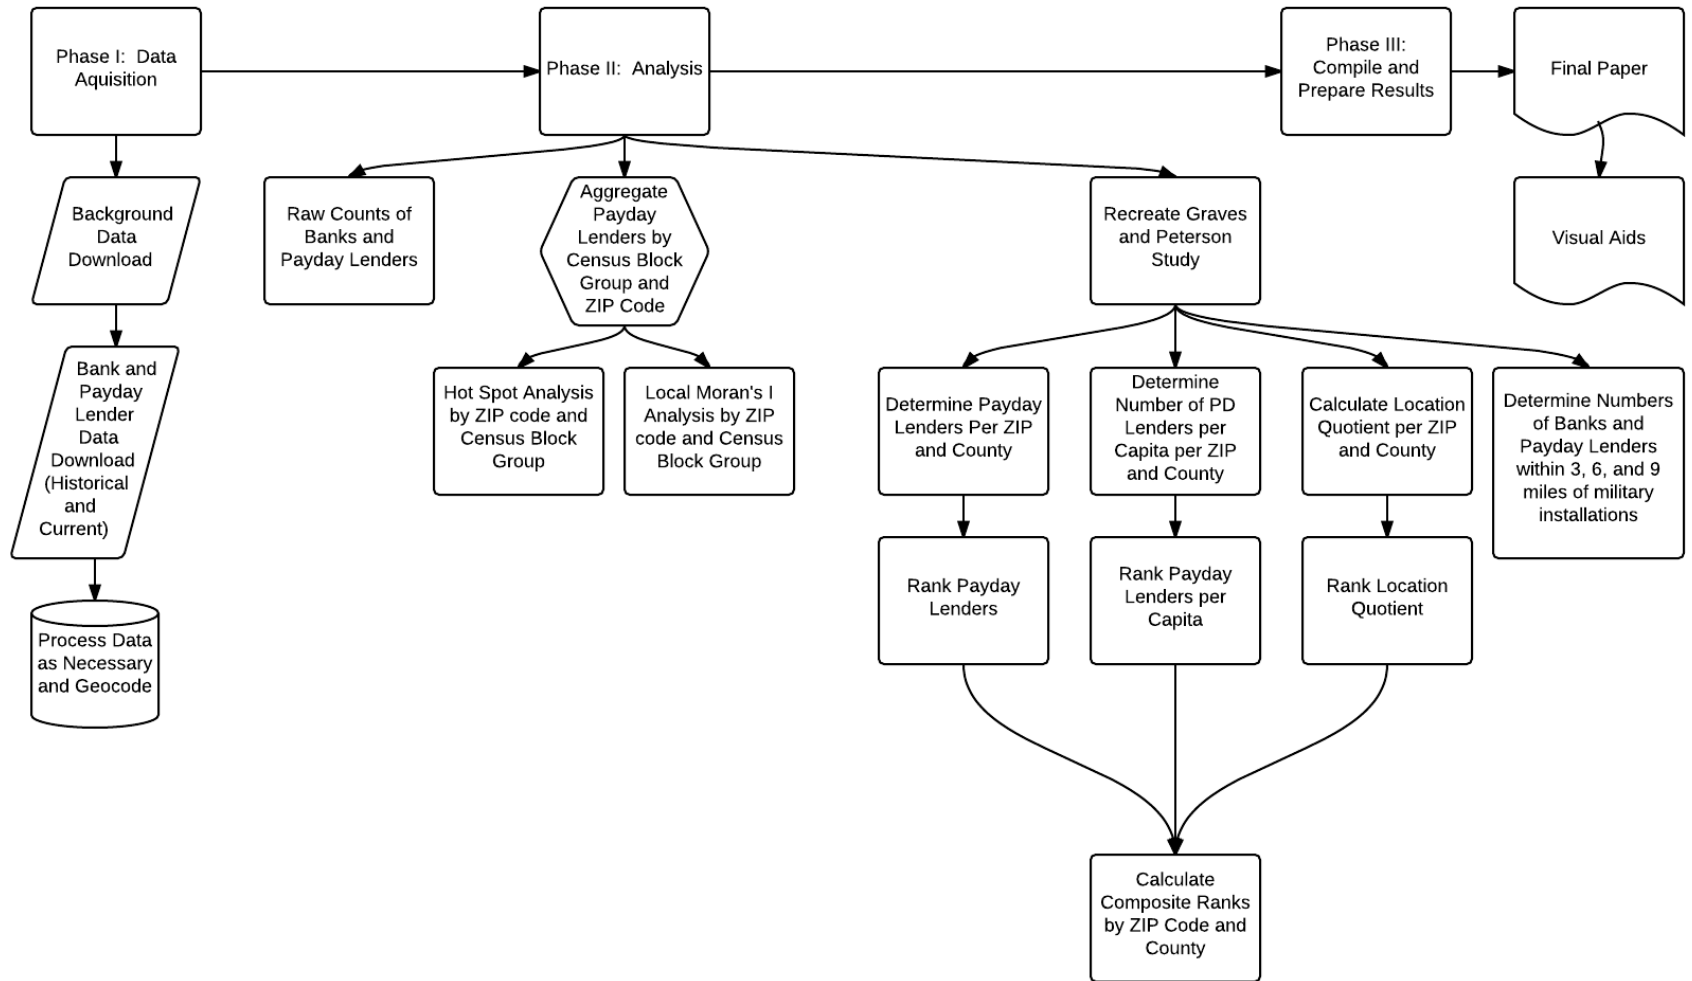 Phase I:  Data
Aquisition
Phase II:  Analysis
Phase III:
Compile and
Prepare Results
Final Paper
Background
Data
Download
Raw Counts of
Banks and
Payday Lenders
Aggregate
Payday
Lenders by
Census Block
Group and
ZIP Code
Recreate Graves
and Peterson
Study
Visual Aids
Bank and
Payday
Lender
Data
Download
(Historical
and
Current)
Hot Spot Analysis
by ZIP code and
Census Block
Group
Local Moran's I
Analysis by ZIP
code and Census
Block Group
Determine Payday
Lenders Per ZIP
and County
Determine
Number of PD
Lenders per
Capita per ZIP
and County
Calculate Location
Quotient per ZIP
and County
Determine Numbers
of Banks and
Payday Lenders
within 3, 6, and 9
miles of military
installations
Process Data
as Necessary
and Geocode
Rank Payday
Lenders
Rank Payday
Lenders per
Capita
Rank Location
Quotient
Calculate
Composite Ranks
by ZIP Code and
County